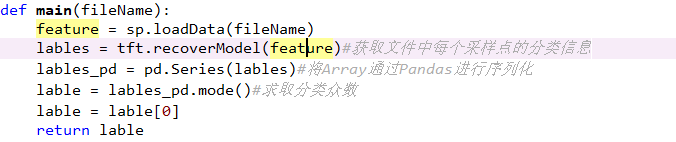 def main(fileName):
    feature = sp.loadData(fileName)
    lables = tft.recoverModel(feature)#获取文件中每个采样点的分类信息
    lables_pd = pd.Series(lables)#将Array通过Pandas进行序列化
    lable = lables_pd.mode()#求取分类众数
    lable = lable[0]
    return lable